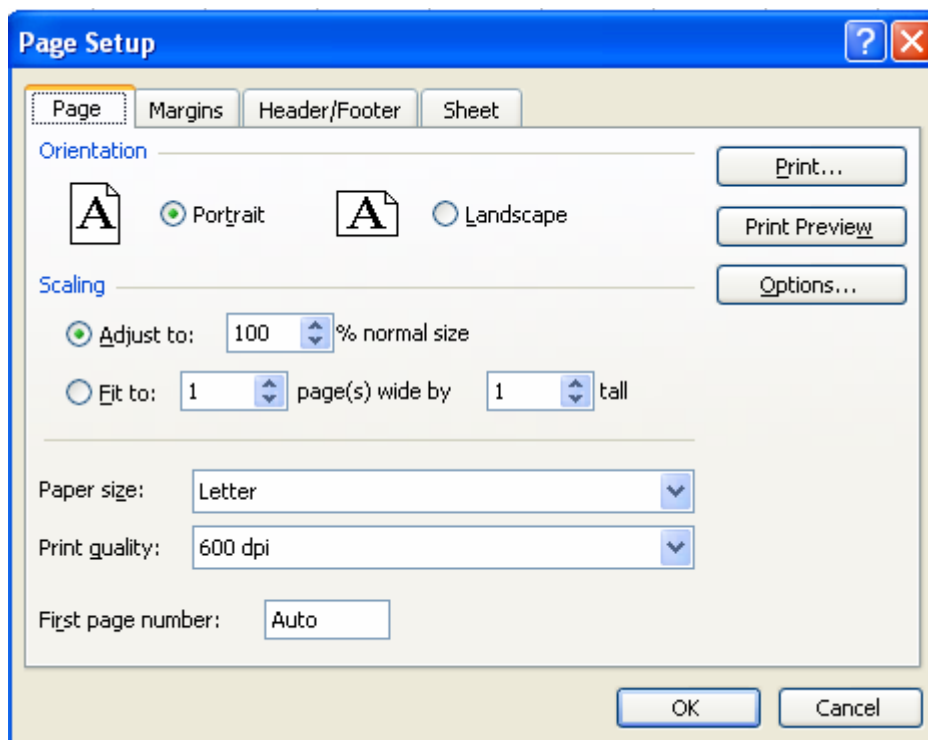 Page Setup
Page Margins Header/Footer Sheet
Orientation
A Portrait A Landscape
Print...
Print Preview
Scaling
Options...
Adjust to: 100 % normal size
Fit to: 1 page(s) wide by 1 tall
Paper size: Letter
Print quality: 600 dpi
First page number: Auto
OK Cancel